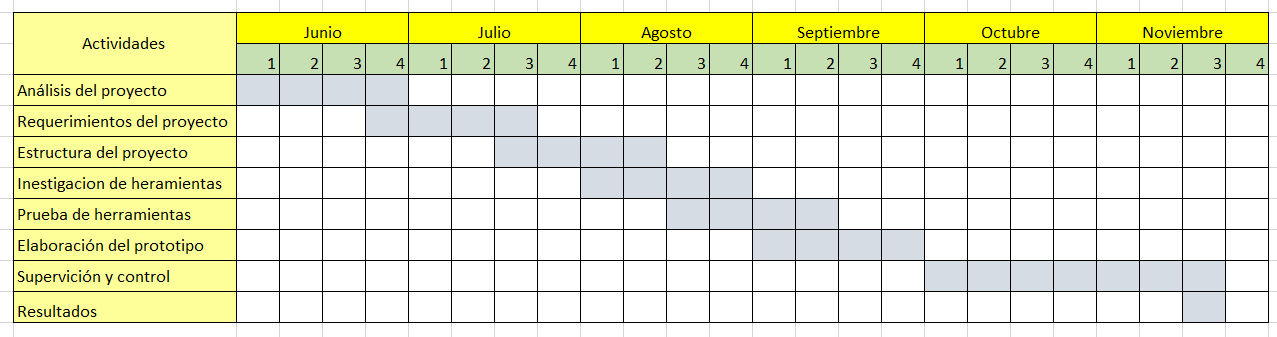 Actividades Junio Julio Agosto Septiembre Octubre Noviembre
1 2 3 4 1 2 3 4 1 2 3 4 1 2 3 4 1 2 3 4 1 2 3 4
Análisis del proyecto
Requerimientos del proyecto
Estructura del proyecto
Inestigacion de heramientas
Prueba de herramientas
Elaboración del prototipo
Supervición y control
Resultados